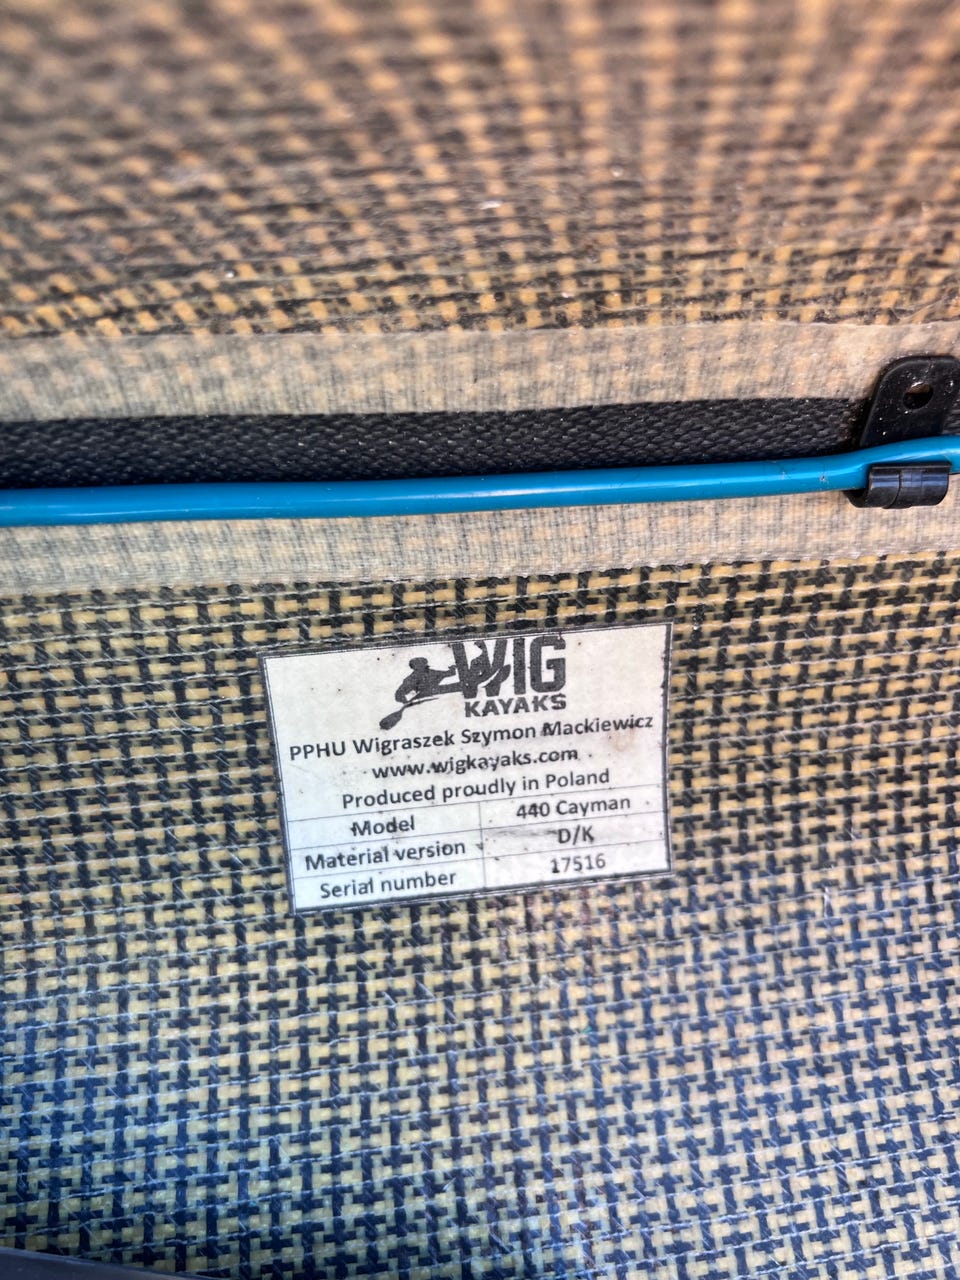 WIG
KAYAKS
PPHU Wigraszek Szymon Mackiewicz
www.wigkayaks.com
Produced proudly in Poland
Model 440 Cayman
Material version D/K
Serial number 17516